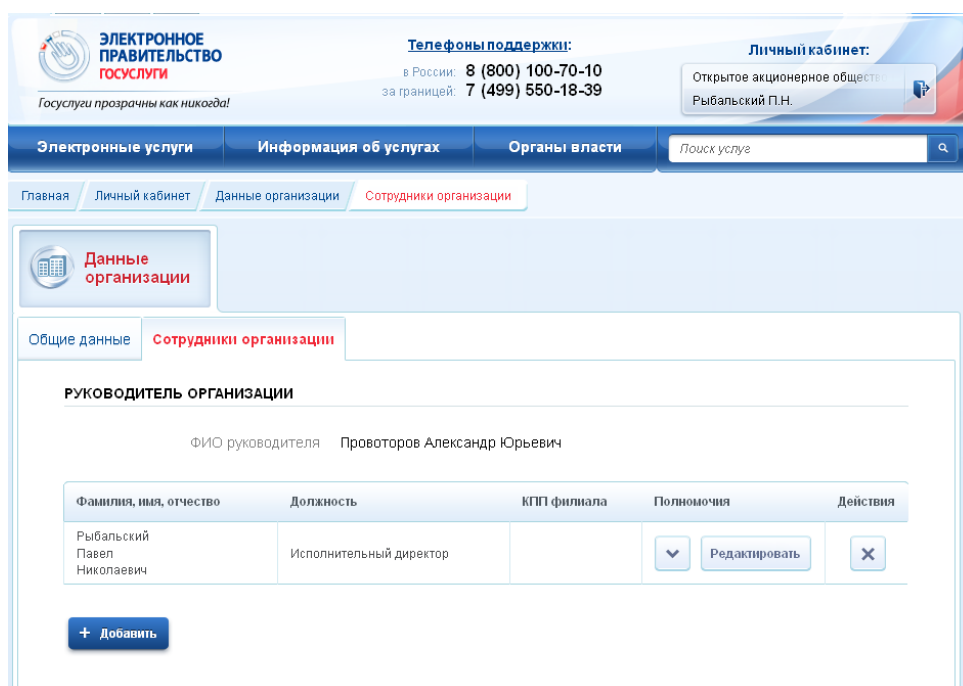 ЭЛЕКТРОННОЕ
ПРАВИТЕЛЬСТВО
ГОСУСЛУГИ
Госуслуги прозрачны как никогда!
Телефоны поддержки:
в России: 8 (800) 100-70-10
за границей: 7 (499) 550-18-39
Личный кабинет:
Открытое акционерное общество
Рыбальский П.Н.
Электронные услуги Информация об услугах Органы власти Поиск услуг
Главная Личный кабинет Данные организации Сотрудники организации
Данные
организации
Общие данные Сотрудники организации
РУКОВОДИТЕЛЬ ОРГАНИЗАЦИИ
ФИО руководителя Провоторов Александр Юрьевич
Фамилия, имя, отчество Должность КПП филиала Полномочия Действия
Рыбальский
Павел
Николаевич
Исполнительный директор
Редактировать
+ Добавить